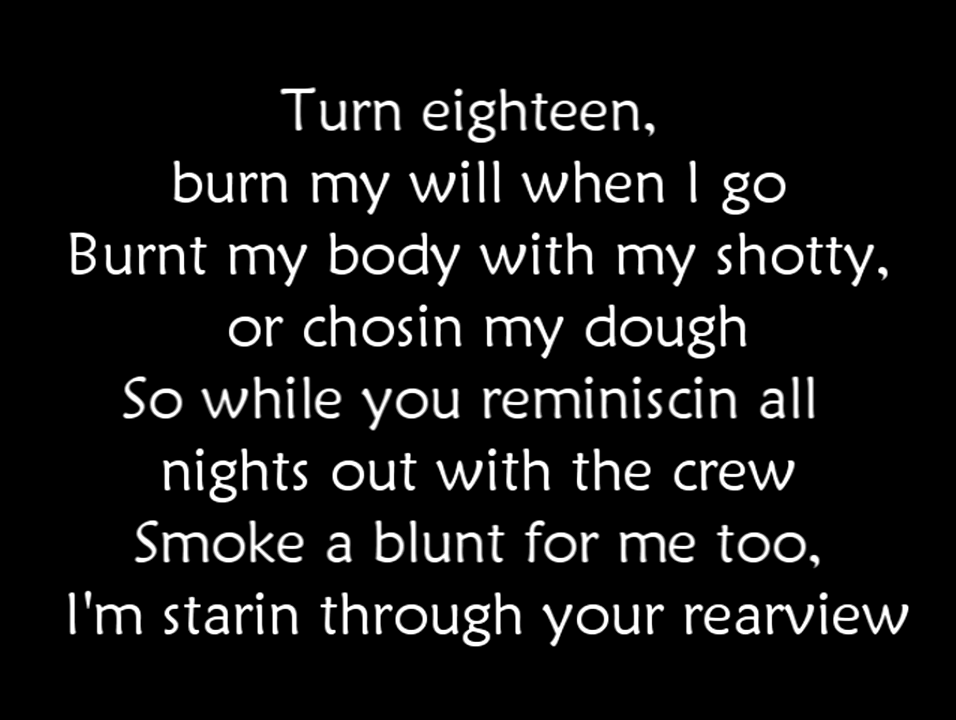 Turn eighteen,
burn my will when I go
Burnt my body with my shotty,
or chosin my dough
So while you reminiscin all
nights out with the crew
Smoke a blunt for me too,
I'm starin through your rearview